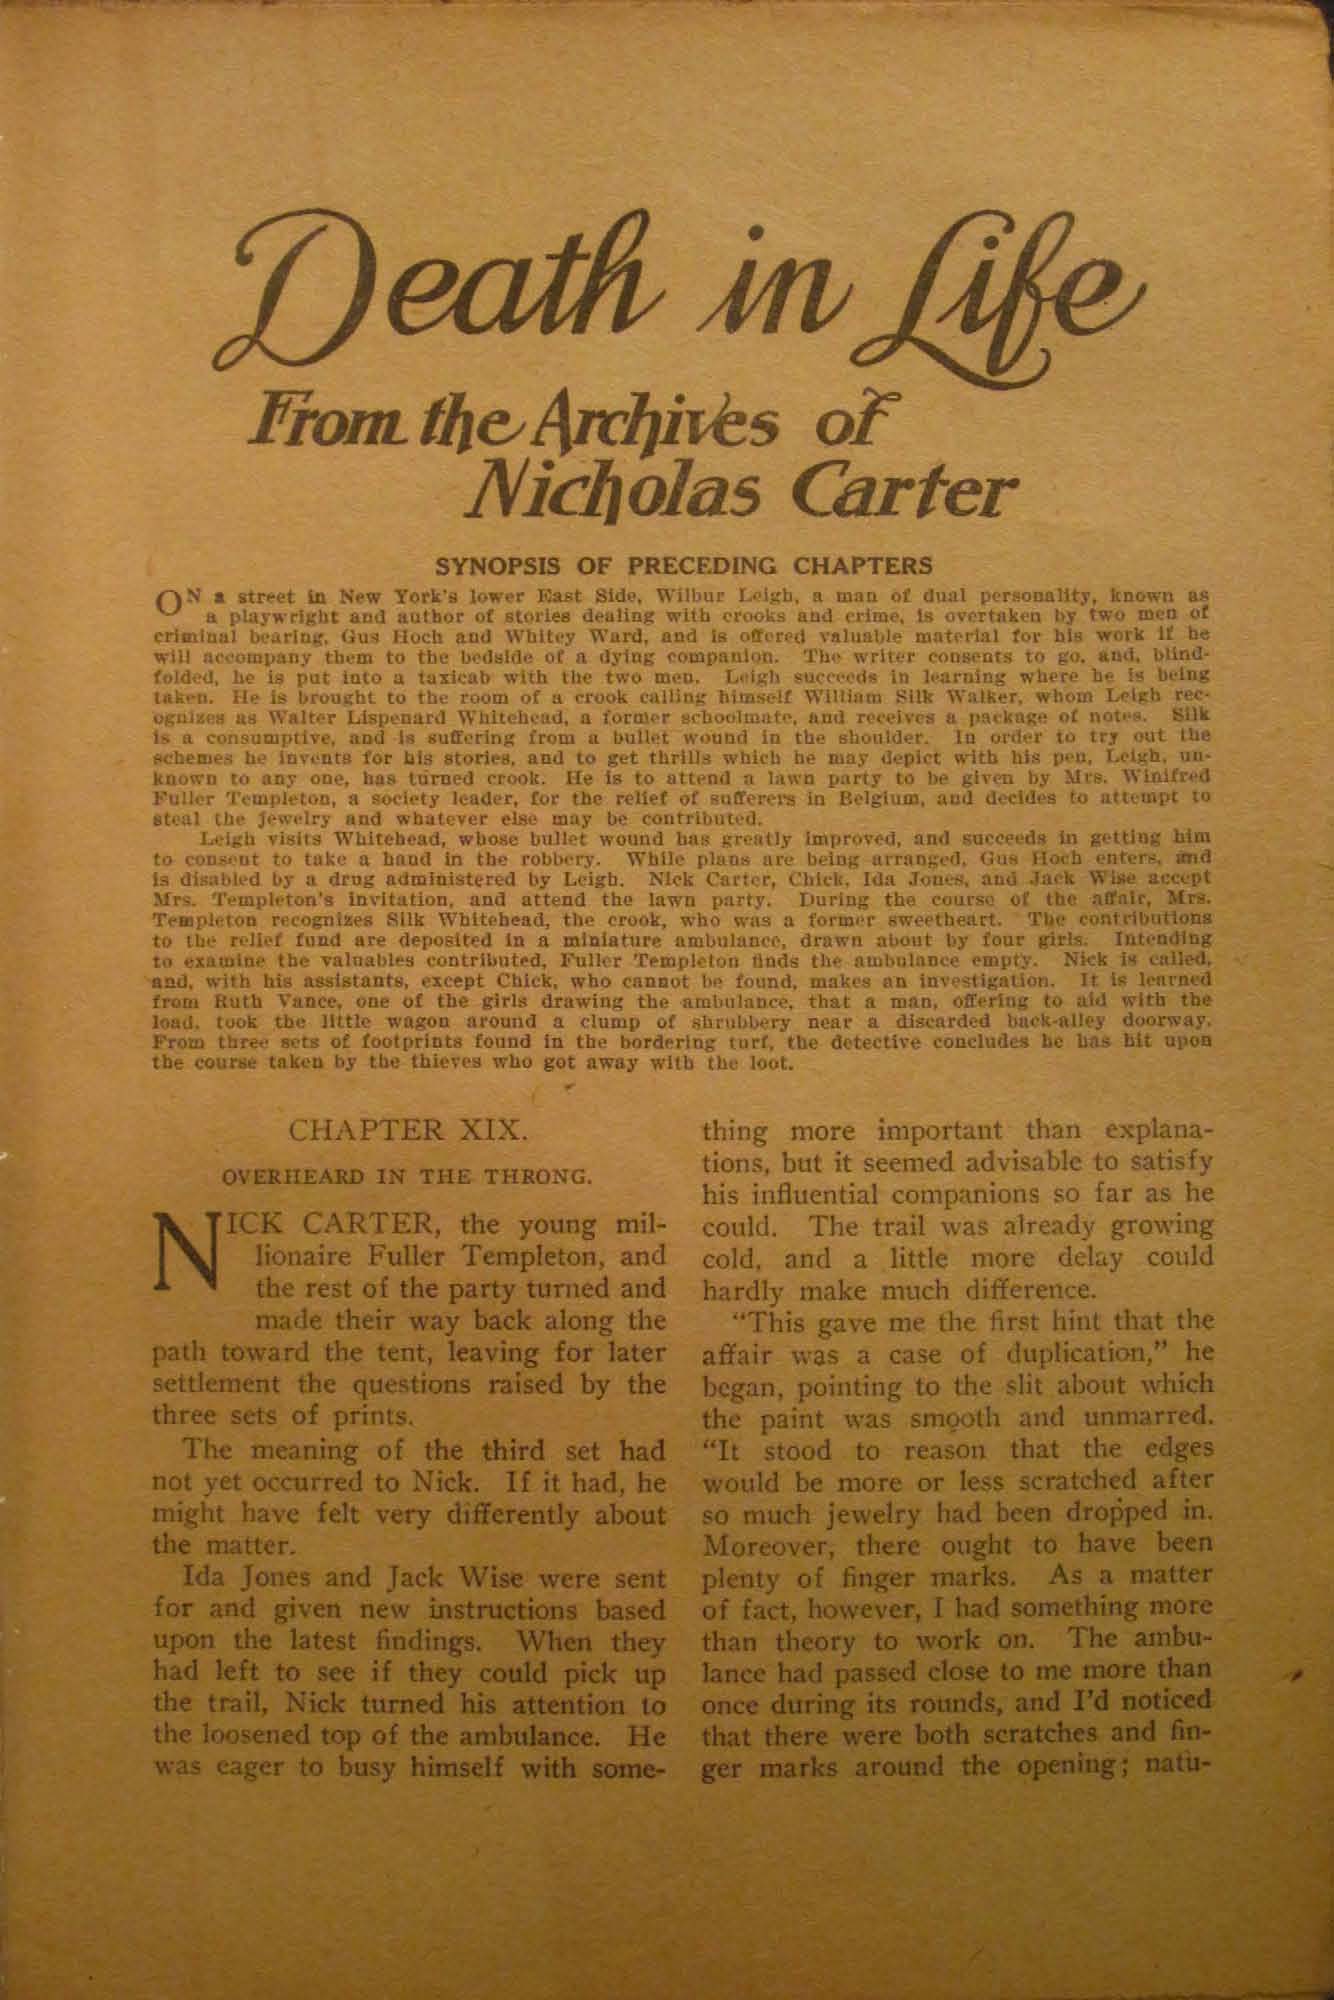 Death in Life
From the Archives of
Nicholas Carter
SYNOPSIS OF PRECEDING CHAPTERS
ON a street in New York's lower East Side, Wilbur Leigh, a man of dual personality, known as
a playwright and author of stories dealing with crooks and crime, is overtaken by two men of
criminal bearing, Gus Hoch and Whitey Ward, and is offered valuable material for his work if he
will accompany them to the bedside of a dying companion. The writer consents to go, and, blind-
folded, he is put into a taxicab with the two men. Leigh succeeds in learning where he is being
taken. He is brought to the room of a crook calling himself William Silk Walker, whom Leigh rec-
ognizes as Walter Lispenard Whitehead, a former schoolmate, and receives a package of notes. Silk
is a consumptive, and is suffering from a bullet wound in the shoulder. In order to try out the
schemes he invents for his stories, and to get thrills which he may depict with his pen, Leigh, un-
known to any one, has turned crook. He is to attend a lawn party to be given by Mrs. Winifred
Fuller Templeton, a society leader, for the relief of sufferers in Belgium, and decides to attempt to
steal the jewelry and whatever else may be contributed.
Leigh visits Whitehead, whose bullet wound has greatly improved, and succeeds in getting him
to consent to take a hand in the robbery. While plans are being arranged, Gus Hoch enters, and
is disabled by a drug administered by Leigh. Nick Carter, Chick, Ida Jones, and Jack Wise accept
Mrs. Templeton's invitation, and attend the lawn party. During the course of the affair, Mrs.
Templeton recognizes Silk Whitehead, the crook, who was a former sweetheart. The contributions
to the relief fund are deposited in a miniature ambulance, drawn about by four girls. Intending
to examine the valuables contributed, Fuller Templeton finds the ambulance empty. Nick is called,
and, with his assistants, except Chick, who cannot be found, makes an investigation. It is learned
from Ruth Vance, one of the girls drawing the ambulance, that a man, offering to aid with the
load, took the little wagon around a clump of shrubbery near a discarded back-alley doorway.
From three sets of footprints found in the bordering turf, the detective concludes he has hit upon
the course taken by the thieves who got away with the loot.
CHAPTER XIX.
OVERHEARD IN THE THRONG.
NICK CARTER, the young mil-
lionaire Fuller Templeton, and
the rest of the party turned and
made their way back along the
path toward the tent, leaving for later
settlement the questions raised by the
three sets of prints.
The meaning of the third set had
not yet occurred to Nick. If it had, he
might have felt very differently about
the matter.
Ida Jones and Jack Wise were sent
for and given new instructions based
upon the latest findings. When they
had left to see if they could pick up
the trail, Nick turned his attention to
the loosened top of the ambulance. He
was eager to busy himself with some-
thing more important than explana-
tions, but it seemed advisable to satisfy
his influential companions so far as he
could. The trail was already growing
cold, and a little more delay could
hardly make much difference.
"This gave me the first hint that the
affair was a case of duplication," he
began, pointing to the slit about which
the paint was smooth and unmarred.
"It stood to reason that the edges
would be more or less scratched after
so much jewelry had been dropped in.
Moreover, there ought to have been
plenty of finger marks. As a matter
of fact, however, I had something more
than theory to work on. The ambu-
lance had passed close to me more than
once during its rounds, and I'd noticed
that there were both scratches and fin-
ger marks around the opening; natu-